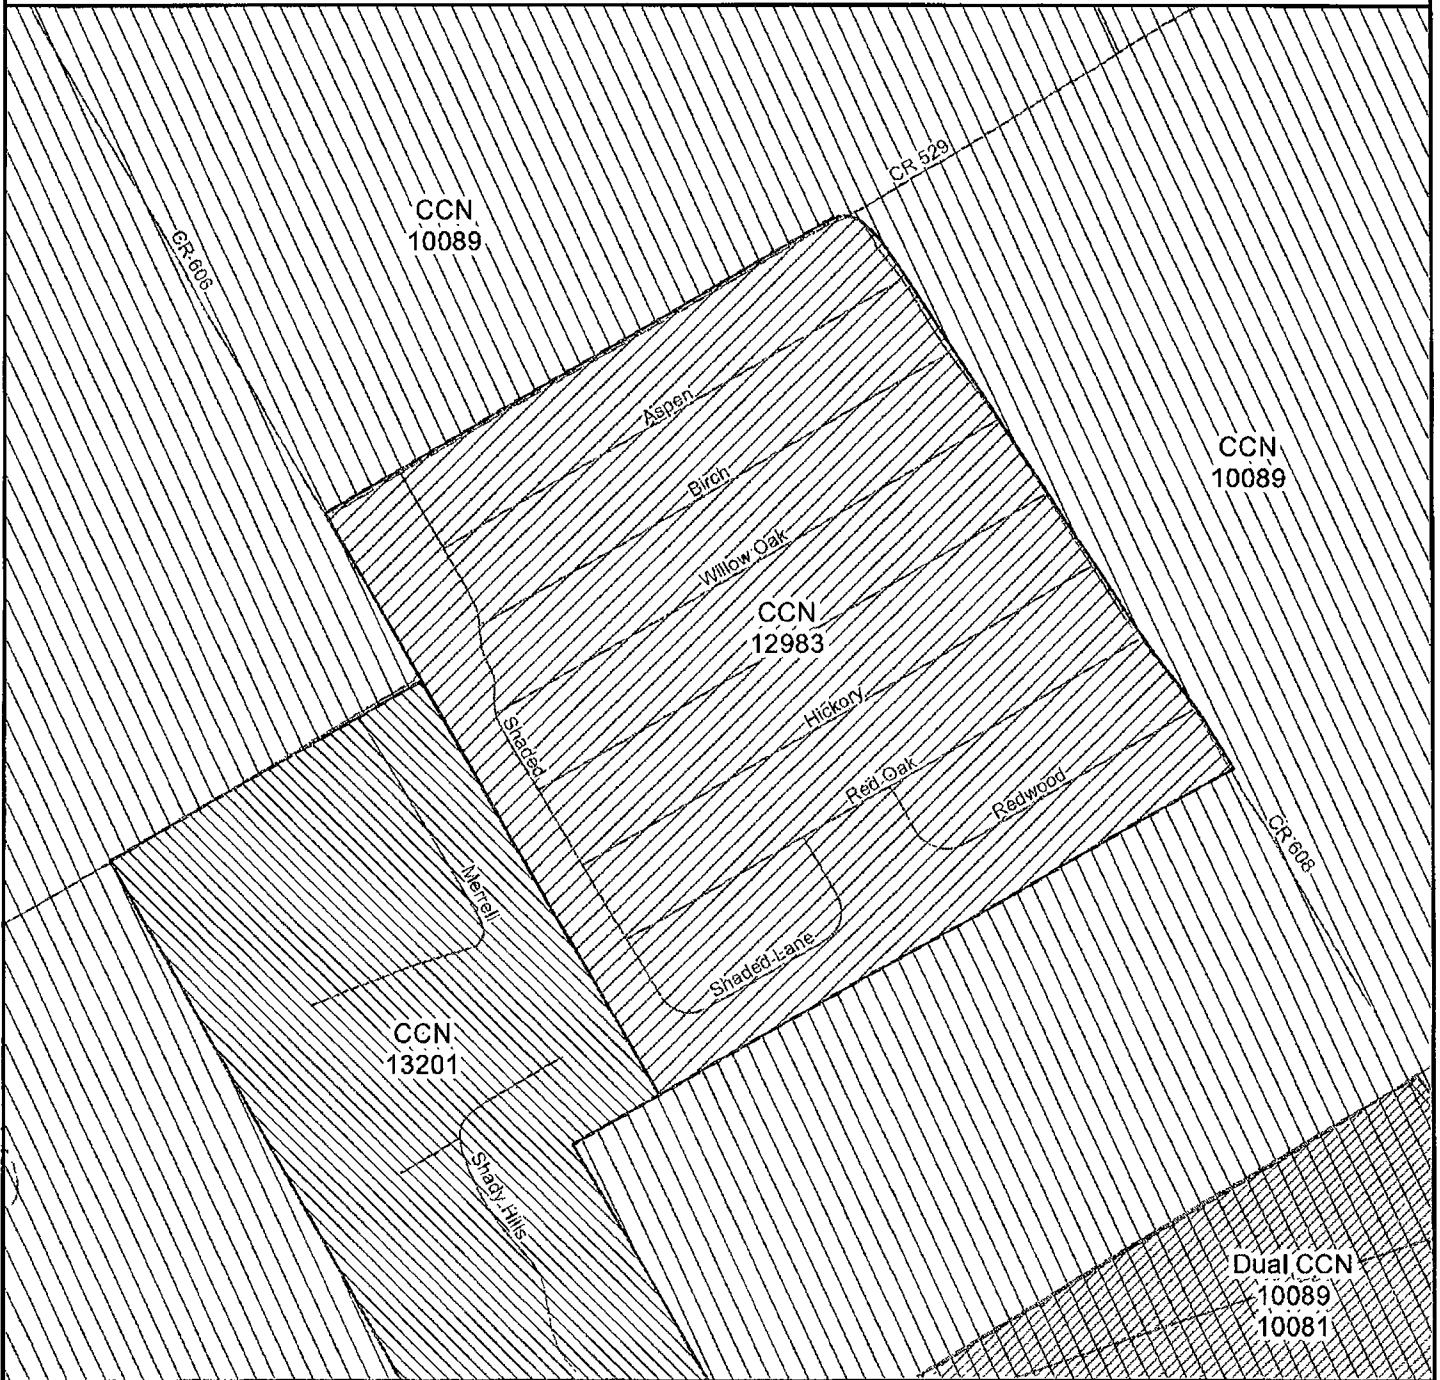 CR 529
CCN
10089
CR 608
Aspen
CCN
10089
Birch
Willow Oak
CCN
12983
Hickory
Shaded
Red Oak
Redwood
CR 608
Merrell
Shaded Lane
CCN
13201
Shady Hills
Dual CCN
10089
10081